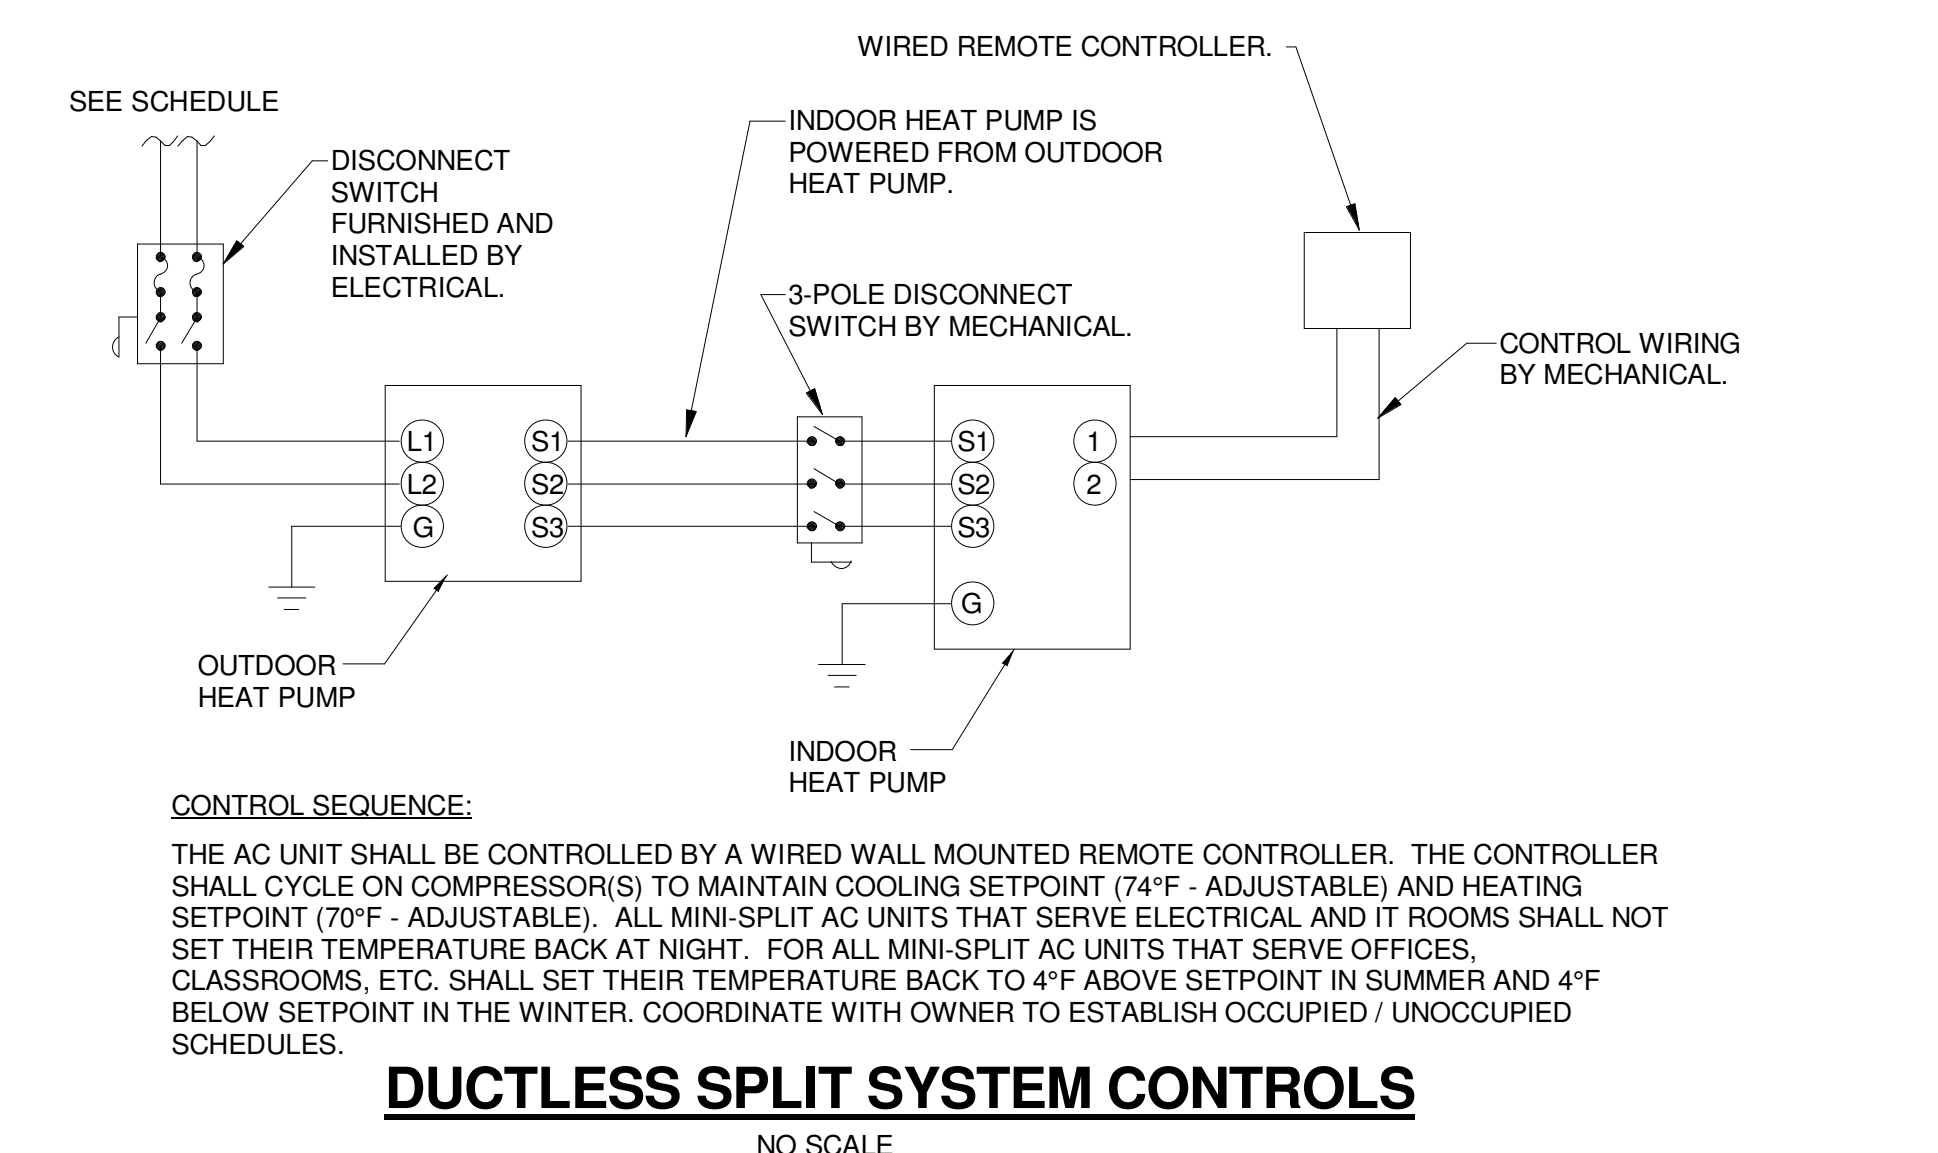 WIRED REMOTE CONTROLLER.
SEE SCHEDULE
INDOOR HEAT PUMP IS
POWERED FROM OUTDOOR
HEAT PUMP.
DISCONNECT
SWITCH
FURNISHED AND
INSTALLED BY
ELECTRICAL.
3-POLE DISCONNECT
SWITCH BY MECHANICAL.
CONTROL WIRING
BY MECHANICAL.
L1
L2
G
S1
S2
S3
S1
S2
S3
G
1
2
OUTDOOR
HEAT PUMP
INDOOR
HEAT PUMP
CONTROL SEQUENCE:
THE AC UNIT SHALL BE CONTROLLED BY A WIRED WALL MOUNTED REMOTE CONTROLLER. THE CONTROLLER
SHALL CYCLE ON COMPRESSOR(S) TO MAINTAIN COOLING SETPOINT (74°F - ADJUSTABLE) AND HEATING
SETPOINT (70°F - ADJUSTABLE). ALL MINI-SPLIT AC UNITS THAT SERVE ELECTRICAL AND IT ROOMS SHALL NOT
SET THEIR TEMPERATURE BACK AT NIGHT. FOR ALL MINI-SPLIT AC UNITS THAT SERVE OFFICES,
CLASSROOMS, ETC. SHALL SET THEIR TEMPERATURE BACK TO 4°F ABOVE SETPOINT IN SUMMER AND 4°F
BELOW SETPOINT IN THE WINTER. COORDINATE WITH OWNER TO ESTABLISH OCCUPIED / UNOCCUPIED
SCHEDULES.
DUCTLESS SPLIT SYSTEM CONTROLS
NO SCALE